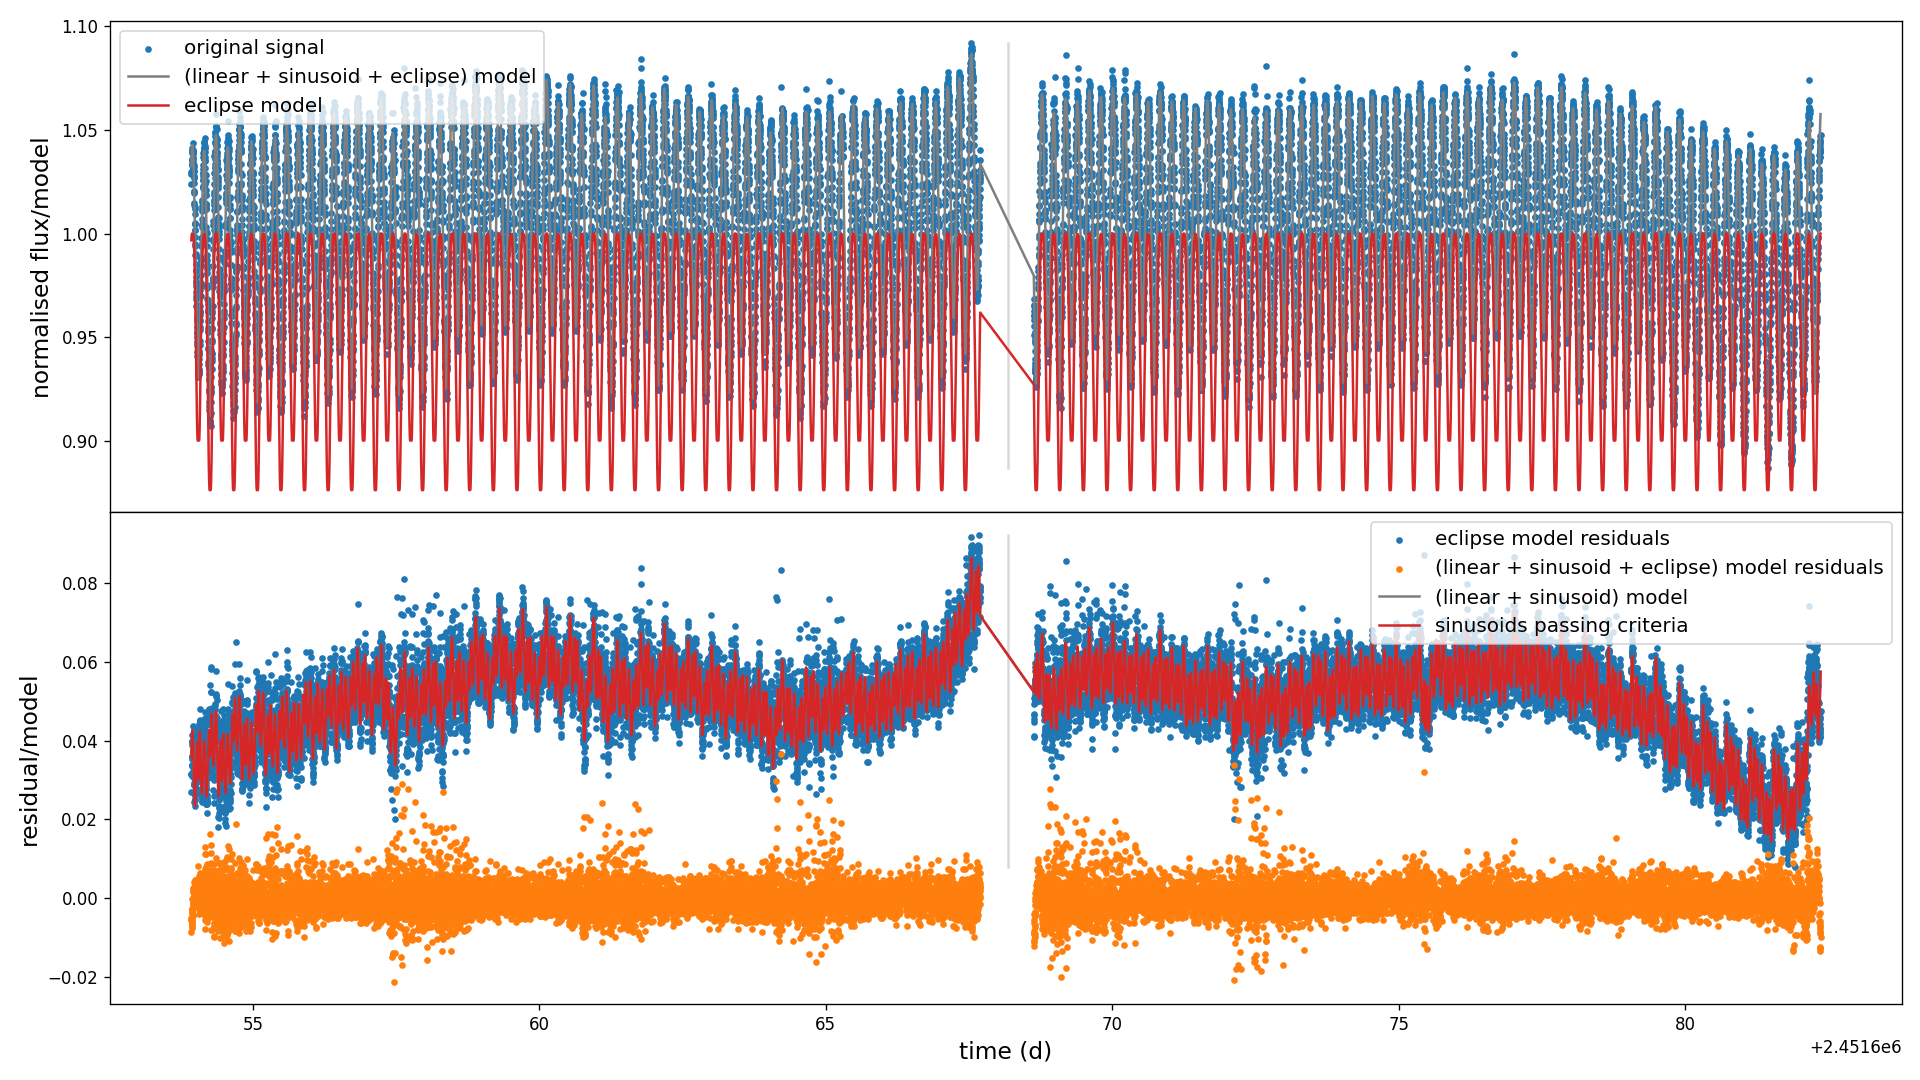 1.10
1.05
1.00
0.95
0.90
normalised flux/model
original signal
(linear + sinusoid + eclipse) model
eclipse model
0.08
0.06
0.04
0.02
0.00
−0.02
residual/model
eclipse model residuals
(linear + sinusoid + eclipse) model residuals
(linear + sinusoid) model
sinusoids passing criteria
55
60
65
70
75
80
time (d)
+2.4516e6